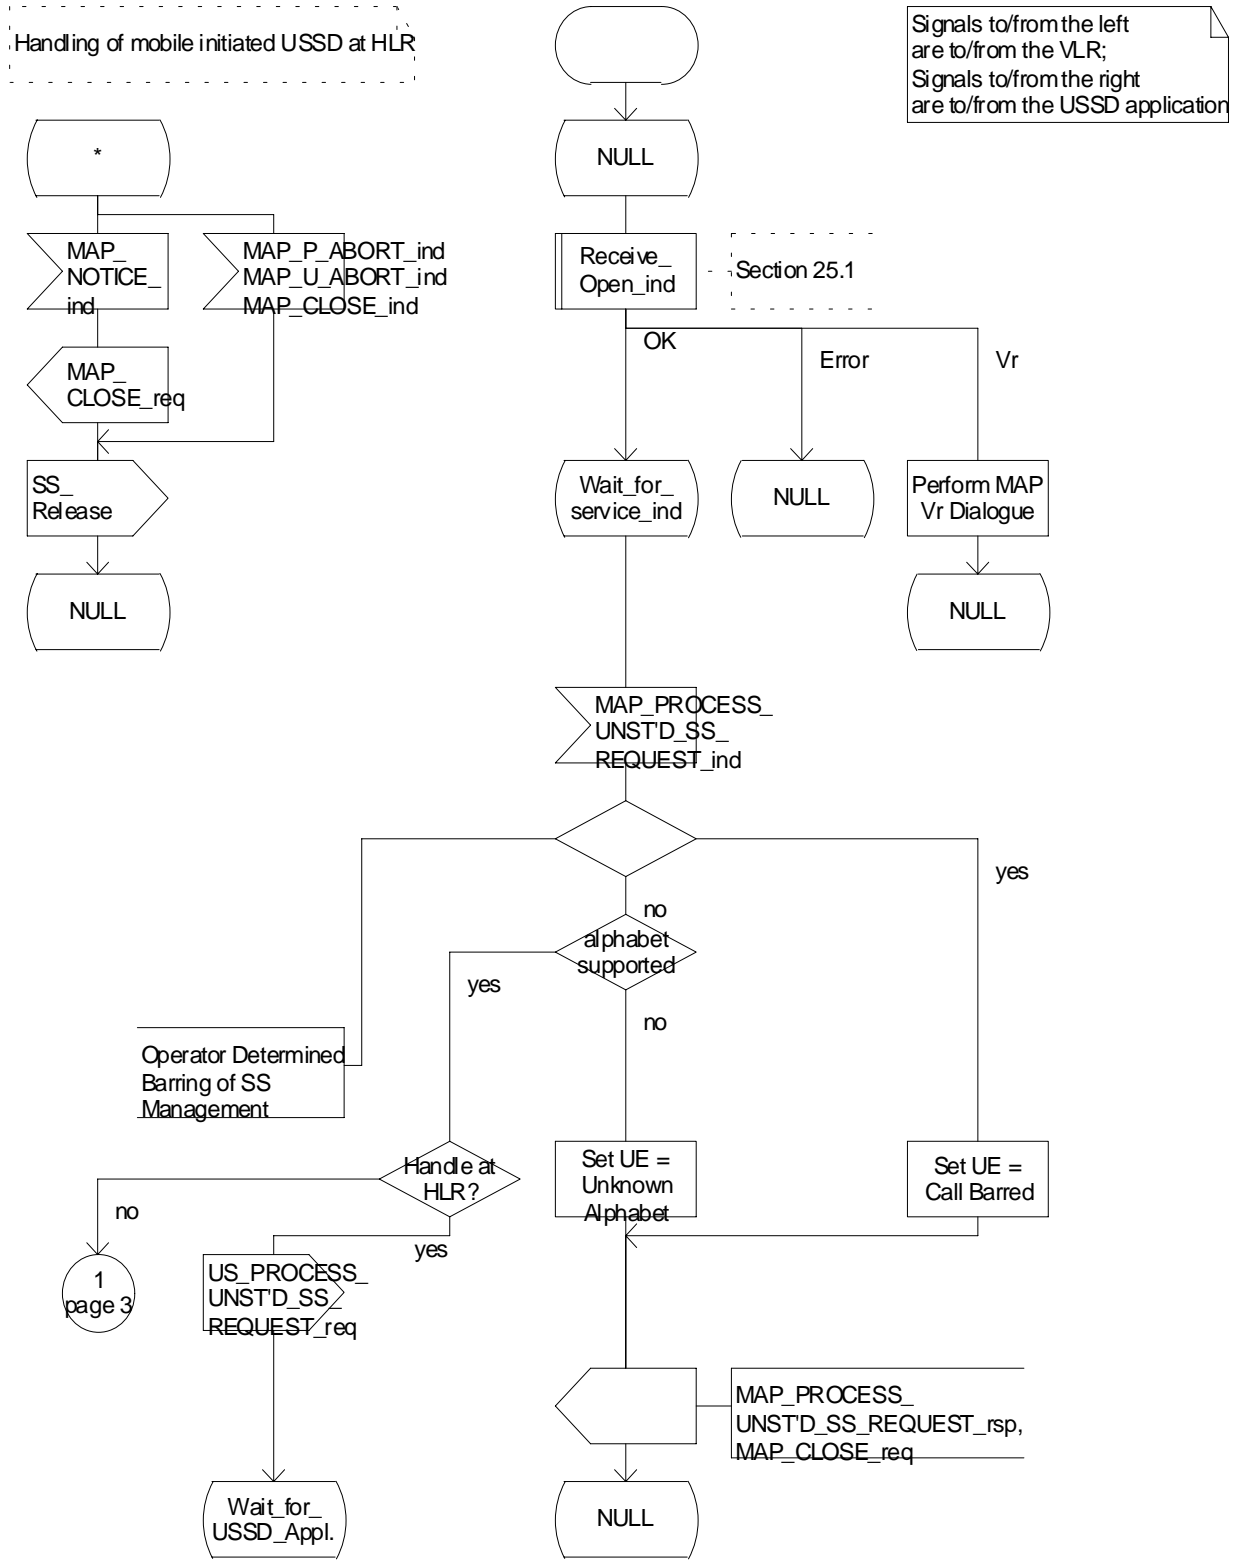 Handling of mobile initiated USSD at HLR
Signals to/from the left
are to/from the VLR;
Signals to/from the right
are to/from the USSD application
*
NULL
MAP_
NOTICE_
ind
MAP_P_ABORT_ind
MAP_U_ABORT_ind
MAP_CLOSE_ind
Receive_
Open_ind
Section 25.1
OK
Error
Vr
MAP_
CLOSE_req
SS_
Release
Wait_for_
service_ind
NULL
Perform MAP
Vr Dialogue
NULL
NULL
MAP_PROCESS_
UNST'D_SS_
REQUEST_ind
yes
no
alphabet
supported
yes
no
Operator Determined
Barring of SS
Management
Handle at
HLR?
Set UE =
Unknown
Alphabet
Set UE =
Call Barred
no
yes
1
page 3
US_PROCESS_
UNST'D_SS_
REQUEST_req
MAP_PROCESS_
UNST'D_SS_REQUEST_rsp,
MAP_CLOSE_req
Wait_for_
USSD_Appl.
NULL